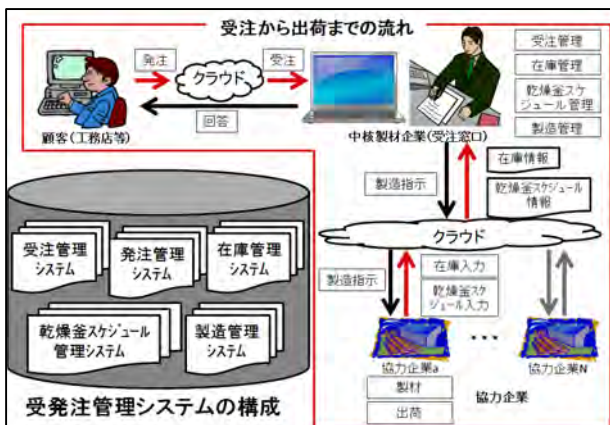 受注から出荷までの流れ
発注
クラウド
受注
回答
顧客(工務店等)
中核製材企業(受注窓口)
受注管理
在庫管理
乾燥釜スケ
ジュール管理
製造管理
製造指示
在庫情報
乾燥釜スケジュール
情報
クラウド
製造指示
在庫入力
乾燥釜スケ
ジュール入力
協力企業a
・・・
協力企業N
製材
出荷
協力企業
受注管理
システム
発注管理
システム
在庫管理
システム
乾燥釜スケジュール
管理システム
製造管理
システム
受発注管理システムの構成